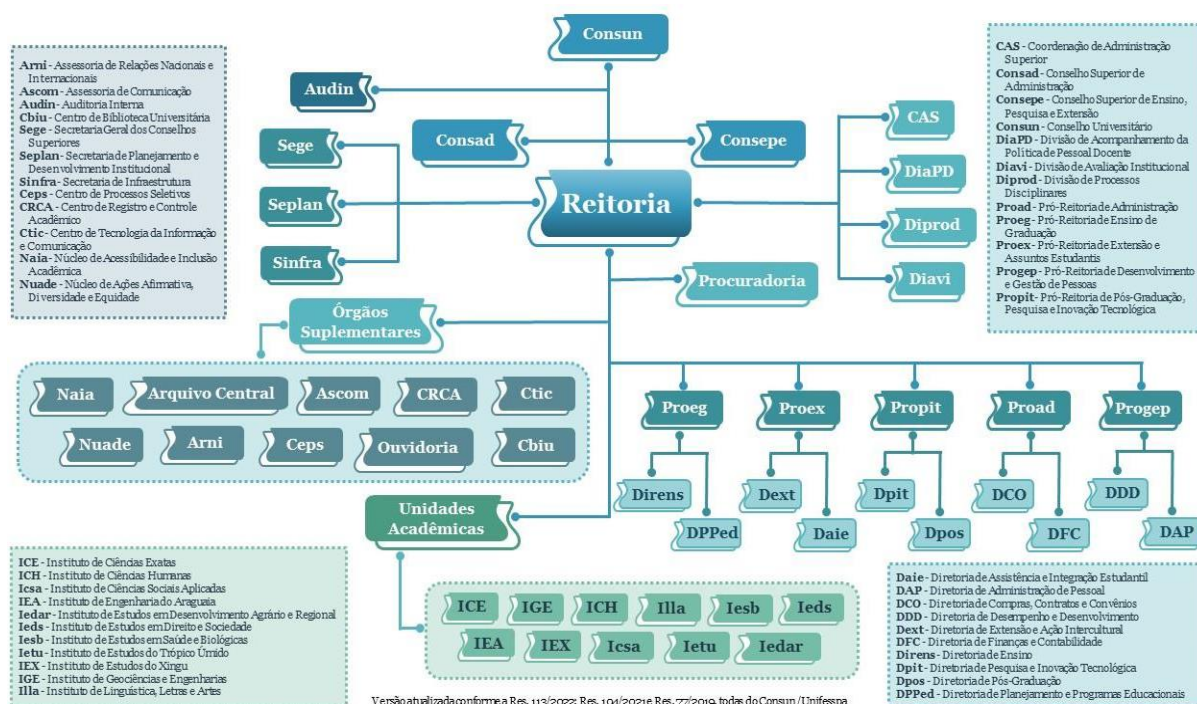 Consun
Audin
Consad
Consepe
Sege
Seplan
Sinfra
Reitoria
CAS
DiaPD
Diprod
Diavi
Procuradoria
Órgãos
Suplementares
Arni - Assessoria de Relações Nacionais e
Internacionais
Ascom - Assessoria de Comunicação
Audin - Auditoria Interna
Cbiu - Centro de Biblioteca Universitária
Sege - Secretaria Geral dos Conselhos
Superiores
Seplan - Secretaria de Planejamento e
Desenvolvimento Institucional
Sinfra - Secretaria de Infraestrutura
Ceps - Centro de Processos Seletivos
CRCA - Centro de Registro e Controle
Acadêmico
Ctic - Centro de Tecnologia da Informação
e Comunicação
Naia - Núcleo de Acessibilidade e Inclusão
Acadêmica
Nuade - Núcleo de Ações Afirmativa,
Diversidade e Equidade
CAS - Coordenação de Administração
Superior
Consad - Conselho Superior de
Administração
Consepe - Conselho Superior de Ensino,
Pesquisa e Extensão
Consun - Conselho Universitário
DiaPD - Divisão de Acompanhamento da
Política de Pessoal Docente
Diavi - Divisão de Avaliação Institucional
Diprod - Divisão de Processos
Disciplinares
Proad - Pró-Reitoria de Administração
Proeg - Pró-Reitoria de Ensino de
Graduação
Proex - Pró-Reitoria de Extensão e
Assuntos Estudantis
Progep - Pró-Reitoria de Desenvolvimento
e Gestão de Pessoas
Propit - Pró-Reitoria de Pós-Graduação,
Pesquisa e Inovação Tecnológica
Naia
Arquivo Central
Ascom
CRCA
Ctic
Nuade
Arni
Ceps
Ouvidoria
Cbiu
Proeg
Proex
Propit
Proad
Progep
Direns
DPPed
Dext
Daie
Dpit
Dpos
DCO
DFC
DDD
DAP
Unidades
Acadêmicas
ICE
IGE
ICH
Illa
Iesb
Ieds
IEA
IEX
Icsa
Ietu
Iedar
ICE - Instituto de Ciências Exatas
ICH - Instituto de Ciências Humanas
Icsa - Instituto de Ciências Sociais Aplicadas
IEA - Instituto de Engenharia do Araguaia
Iedar - Instituto de Estudos em Desenvolvimento Agrário e Regional
Ieds - Instituto de Estudos em Direito e Sociedade
Iesb - Instituto de Estudos em Saúde e Biológicas
Ietu - Instituto de Estudos do Trópico Úmido
IEX - Instituto de Estudos do Xingu
IGE - Instituto de Geociências e Engenharias
Illa - Instituto de Linguística, Letras e Artes
Daie - Diretoria de Assistência e Integração Estudantil
DAP - Diretoria de Administração de Pessoal
DCO - Diretoria de Compras, Contratos e Convênios
DDD - Diretoria de Desempenho e Desenvolvimento
Dext - Diretoria de Extensão e Ação Intercultural
DFC - Diretoria de Finanças e Contabilidade
Direns - Diretoria de Ensino
Dpit - Diretoria de Pesquisa e Inovação Tecnológica
Dpos - Diretoria de Pós-Graduação
DPPed - Diretoria de Planejamento e Programas Educacionais
Versão atualizada conforme a Res. 113/2022; Res. 104/2021 e Res. 77/2019, todas do Consun / Unifesspa